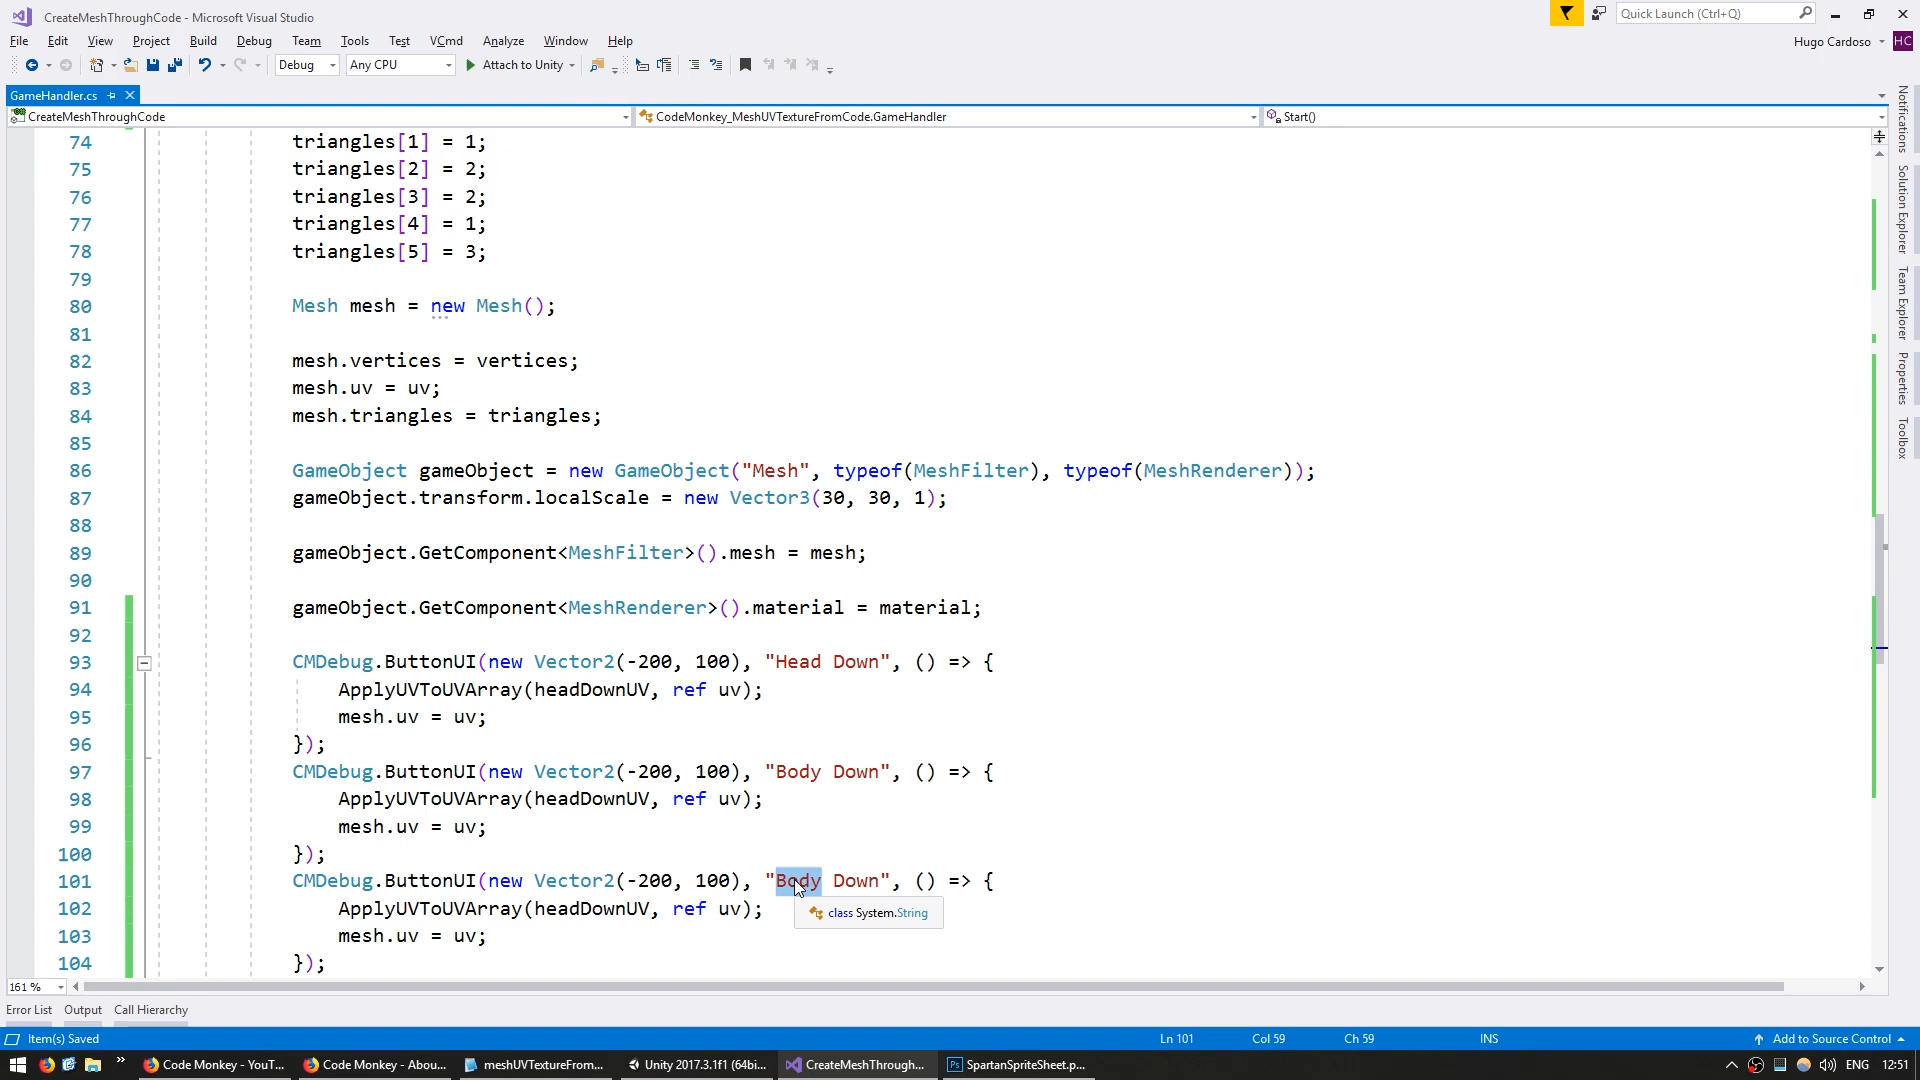 CreateMeshThroughCode - Microsoft Visual Studio
Quick Launch (Ctrl+Q)
File Edit View Project Build Debug Team Tools Test VCmd Analyze Window Help
Hugo Cardoso HC
Debug Any CPU Attach to Unity
GameHandler.cs
CreateMeshThroughCode CodeMonkey_MeshUVTextureFromCode.GameHandler Start()
74 triangles[1] = 1;
75 triangles[2] = 2;
76 triangles[3] = 2;
77 triangles[4] = 1;
78 triangles[5] = 3;
79
80 Mesh mesh = new Mesh();
81
82 mesh.vertices = vertices;
83 mesh.uv = uv;
84 mesh.triangles = triangles;
85
86 GameObject gameObject = new GameObject("Mesh", typeof(MeshFilter), typeof(MeshRenderer));
87 gameObject.transform.localScale = new Vector3(30, 30, 1);
88
89 gameObject.GetComponent<MeshFilter>().mesh = mesh;
90
91 gameObject.GetComponent<MeshRenderer>().material = material;
92
93 CMDebug.ButtonUI(new Vector2(-200, 100), "Head Down", () => {
94 ApplyUVToUVArray(headDownUV, ref uv);
95 mesh.uv = uv;
96 });
97 CMDebug.ButtonUI(new Vector2(-200, 100), "Body Down", () => {
98 ApplyUVToUVArray(headDownUV, ref uv);
99 mesh.uv = uv;
100 });
101 CMDebug.ButtonUI(new Vector2(-200, 100), "Body Down", () => {
102 ApplyUVToUVArray(headDownUV, ref uv);
class System.String
103 mesh.uv = uv;
104 });
Notifications
Solution Explorer
Team Explorer
Properties
Toolbox
161 %
Error List Output Call Hierarchy
Item(s) Saved Ln 101 Col 59 Ch 59 INS Add to Source Control
Code Monkey - YouT... Code Monkey - Abou... meshUVTextureFrom... Unity 2017.3.1f1 (64bi... CreateMeshThrough... Ps SpartanSpriteSheet.p... ENG 12:51